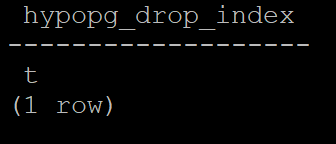 hypopg_drop_index
-------------------
t
(1 row)